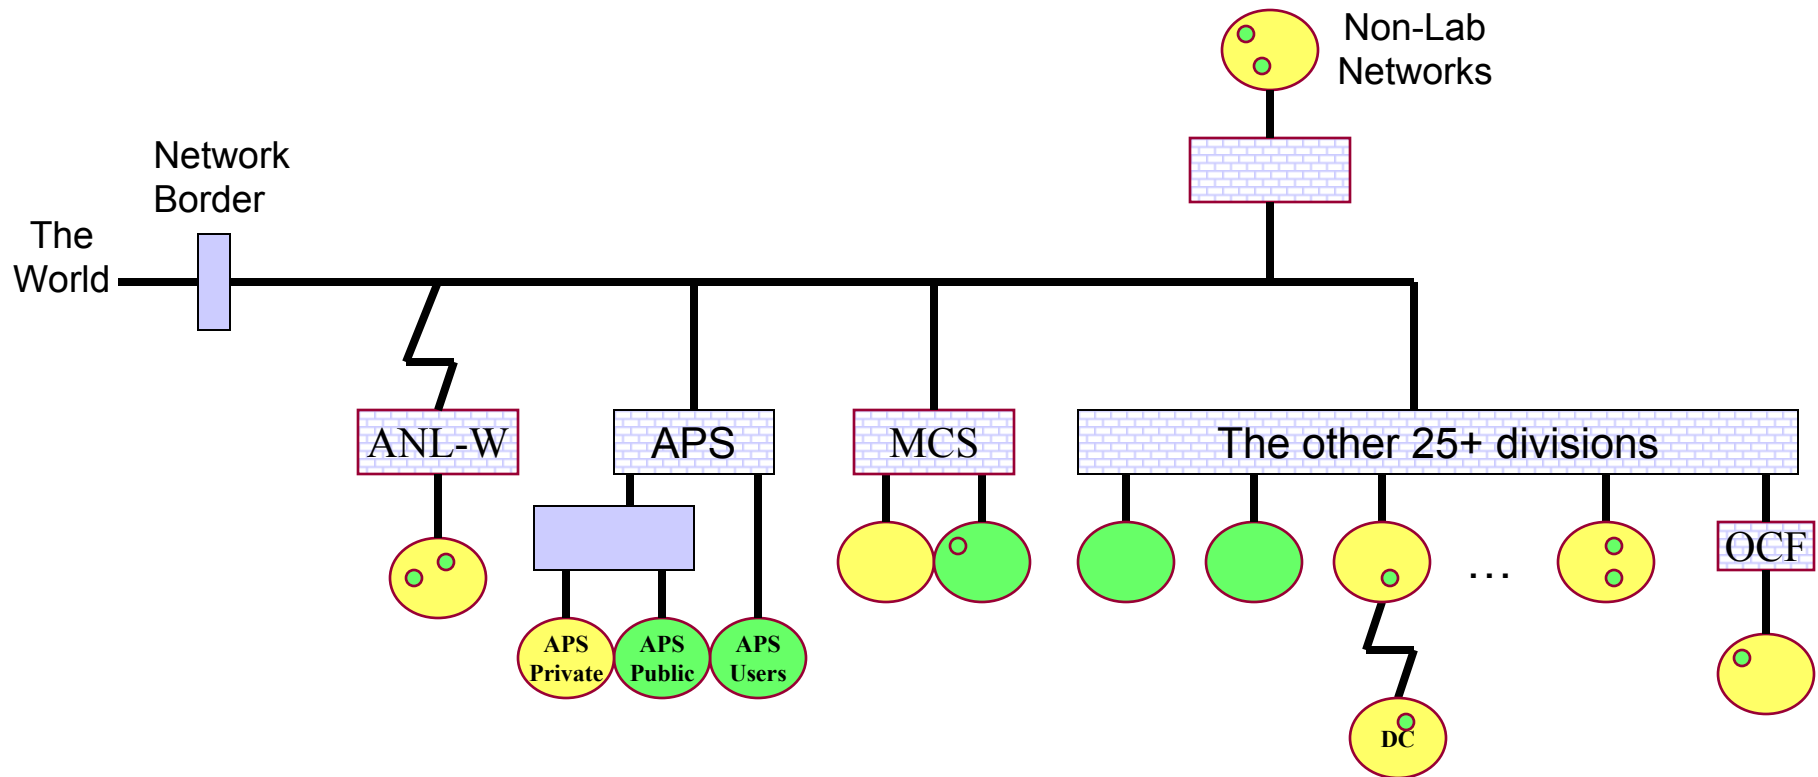 Non-Lab
Networks
Network
Border
The
World
ANL-W
APS
MCS
The other 25+ divisions
OCF
...
APS
Private
APS
Public
APS
Users
DC